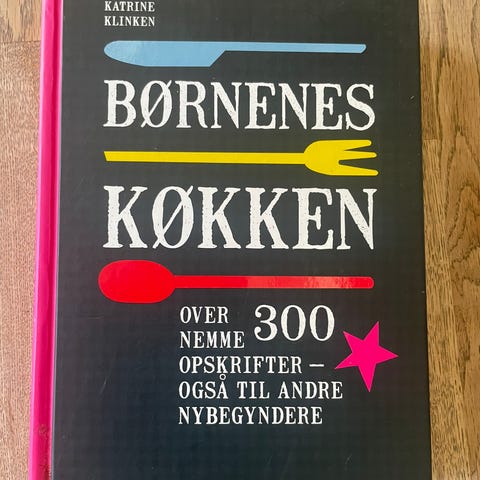 KATRINE
KLINKEN
BØRNENES
KØKKEN
OVER 300
NEMME
OPSKRIFTER –
OGSÅ TIL ANDRE
NYBEGYNDERE